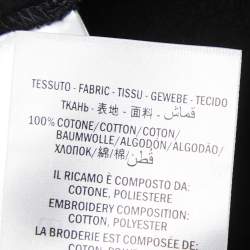 TESSUTO - FABRIC - TISSU - GEWEBE - TECIDO
ТКАНЬ - 表地 - 面料 - قماش
100% COTONE/COTTON/COTON/
BAUMWOLLE/ALGODÓN/ALGODÃO/
ХЛОПОК/綿/棉/قطن
IL RICAMO È COMPOSTO DA:
COTONE, POLIESTERE
EMBROIDERY COMPOSITION:
COTTON, POLYESTER
LA BRODERIE EST COMPOSÉE DE: